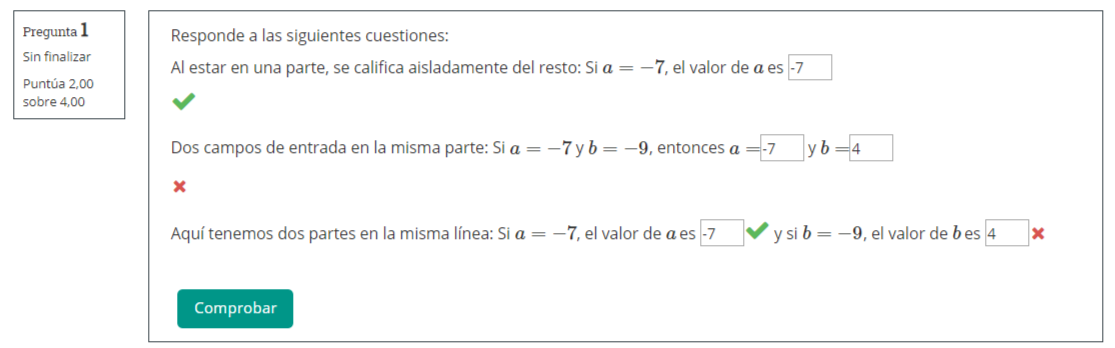 Pregunta 1
Sin finalizar
Puntúa 2,00
sobre 4,00
Responde a las siguientes cuestiones:
Al estar en una parte, se califica aisladamente del resto: Si a = −7, el valor de a es -7
Dos campos de entrada en la misma parte: Si a = −7 y b = −9, entonces a = -7 y b = 4
Aquí tenemos dos partes en la misma línea: Si a = −7, el valor de a es -7 y si b = −9, el valor de b es 4
Comprobar